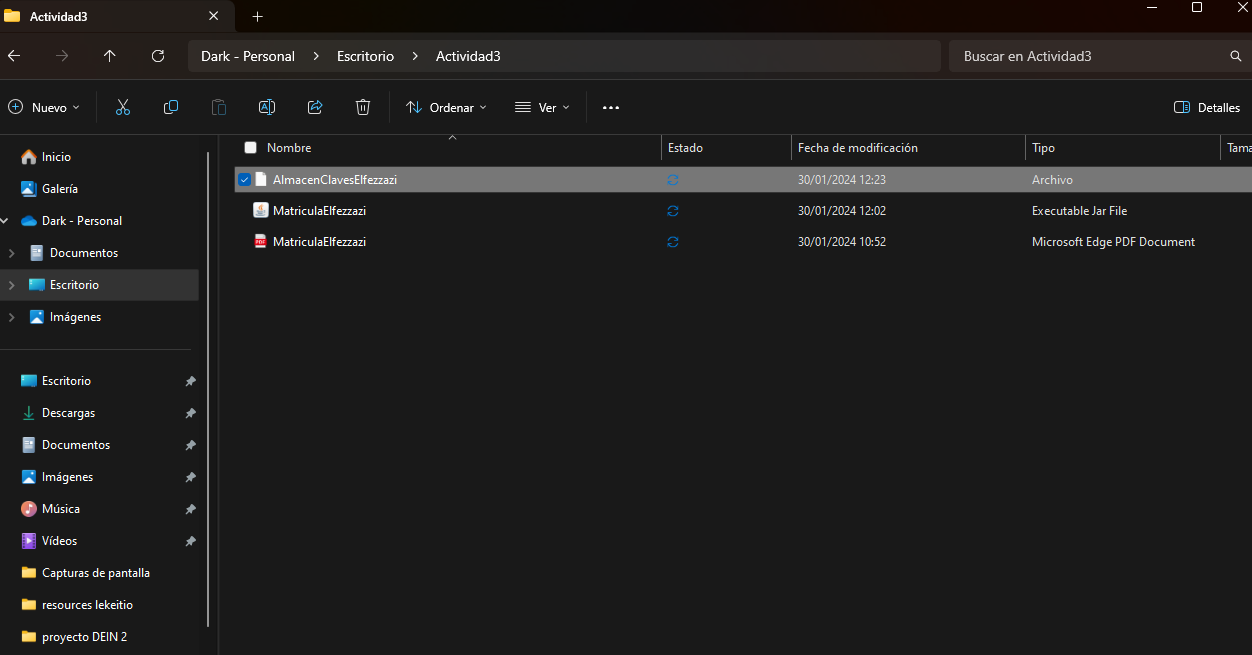 Actividad3
Dark - Personal > Escritorio > Actividad3
Buscar en Actividad3
Nuevo
Ordenar
Ver
Detalles
Inicio
Galería
Dark - Personal
Documentos
Escritorio
Imágenes
Escritorio
Descargas
Documentos
Imágenes
Música
Vídeos
Capturas de pantalla
resources lekeitio
proyecto DEIN 2
Nombre Estado Fecha de modificación Tipo Tama
AlmacenClavesElfezzazi 30/01/2024 12:23 Archivo
MatriculaElfezzazi 30/01/2024 12:02 Executable Jar File
PDF MatriculaElfezzazi 30/01/2024 10:52 Microsoft Edge PDF Document